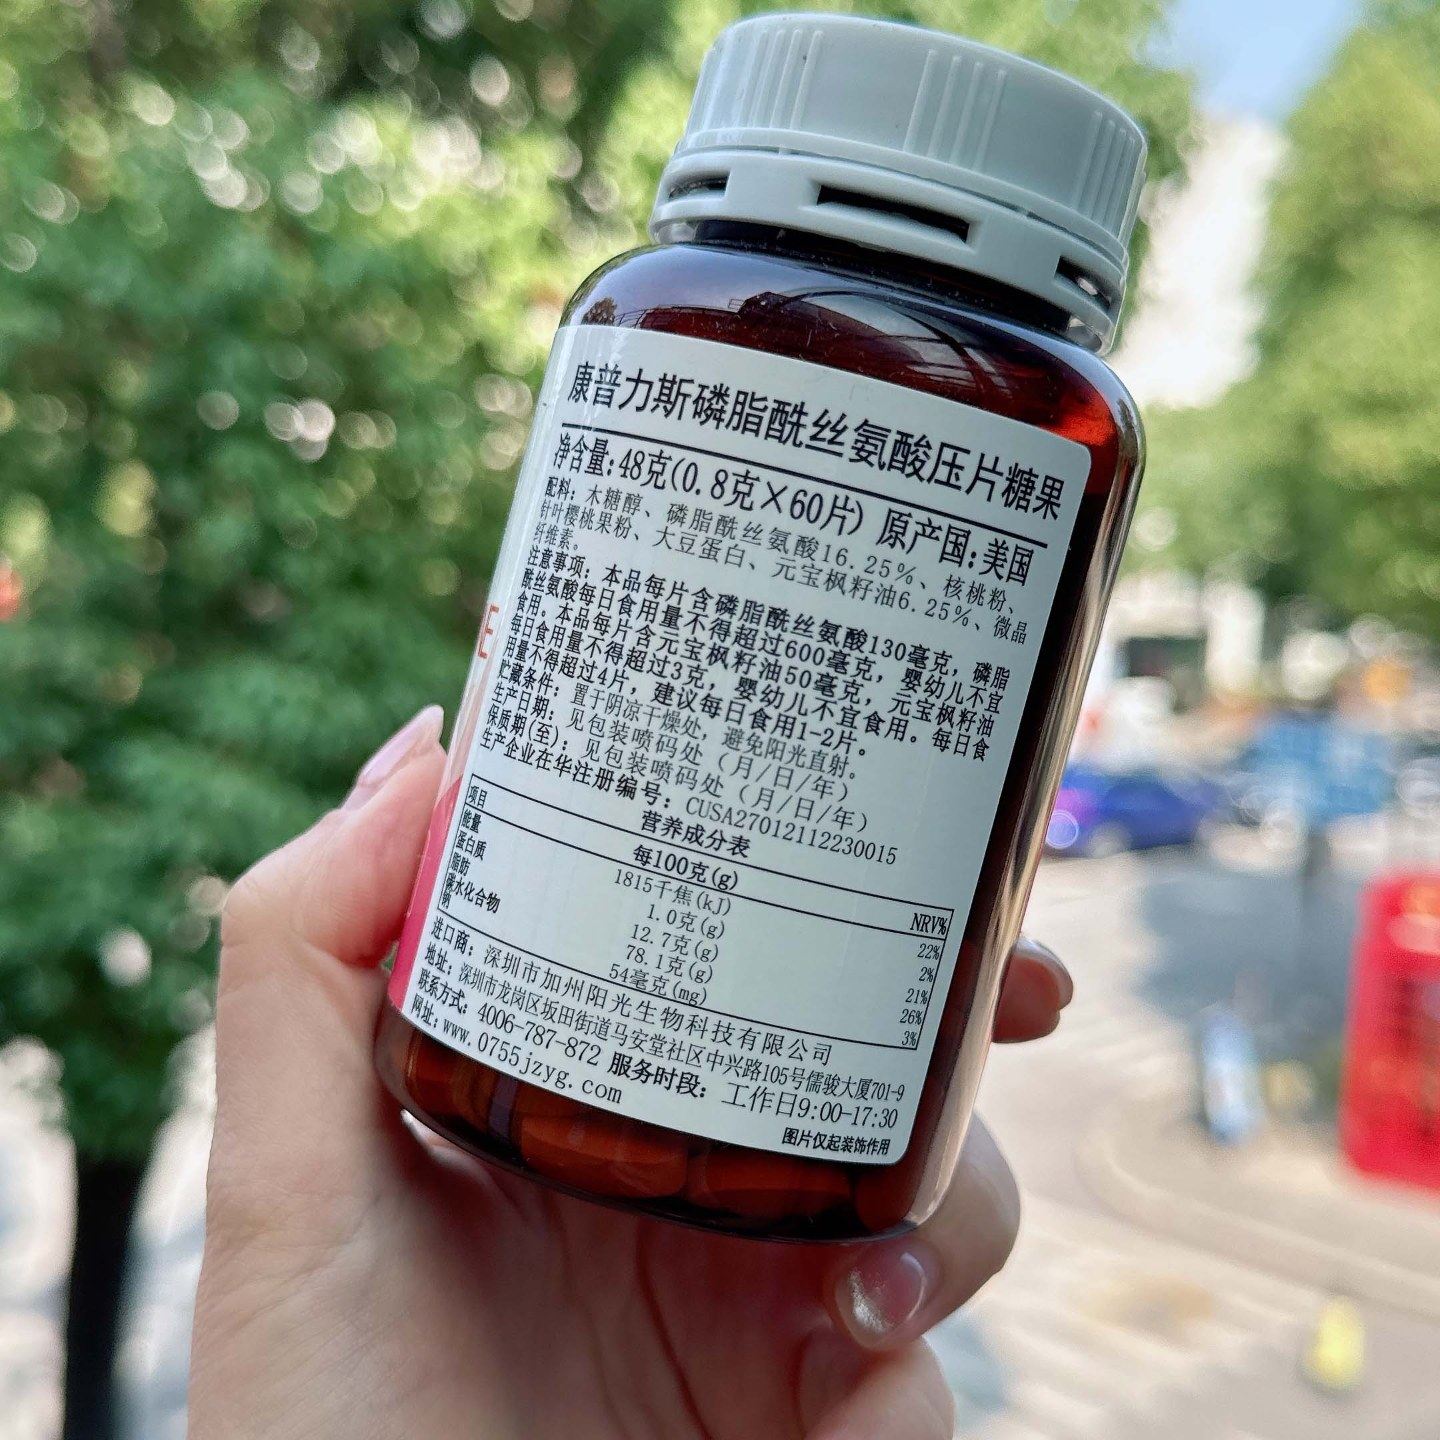 康普力斯磷脂酰丝氨酸压片糖果
净含量:48克(0.8克×60片) 原产国:美国
配料: 木糖醇、磷脂酰丝氨酸16.25%、核桃粉、
针叶樱桃果粉、大豆蛋白、元宝枫籽油6.25%、微晶
纤维素。
注意事项: 本品每片含磷脂酰丝氨酸130毫克, 磷脂
酰丝氨酸每日食用量不得超过600毫克, 婴幼儿不宜
食用。本品每片含元宝枫籽油50毫克, 元宝枫籽油
每日食用量不得超过3克, 婴幼儿不宜食用。每日食
用量不得超过4片, 建议每日食用1-2片。
贮藏条件: 置于阴凉干燥处, 避免阳光直射。
生产日期: 见包装喷码处 (月/日/年)
保质期(至): 见包装喷码处 (月/日/年)
生产企业在华注册编号: CUSA27012112230015
营养成分表
项目 每100克(g) NRV%
能量 1815千焦(kJ) 22%
蛋白质 1.0克(g) 2%
脂肪 12.7克(g) 21%
碳水化合物 78.1克(g) 26%
钠 54毫克(mg) 3%
进口商: 深圳市加州阳光生物科技有限公司
地址: 深圳市龙岗区坂田街道马安堂社区中兴路105号儒骏大厦701-9
联系方式: 4006-787-872 服务时段: 工作日9:00-17:30
网址: www.0755jzyg.com
图片仅起装饰作用
E